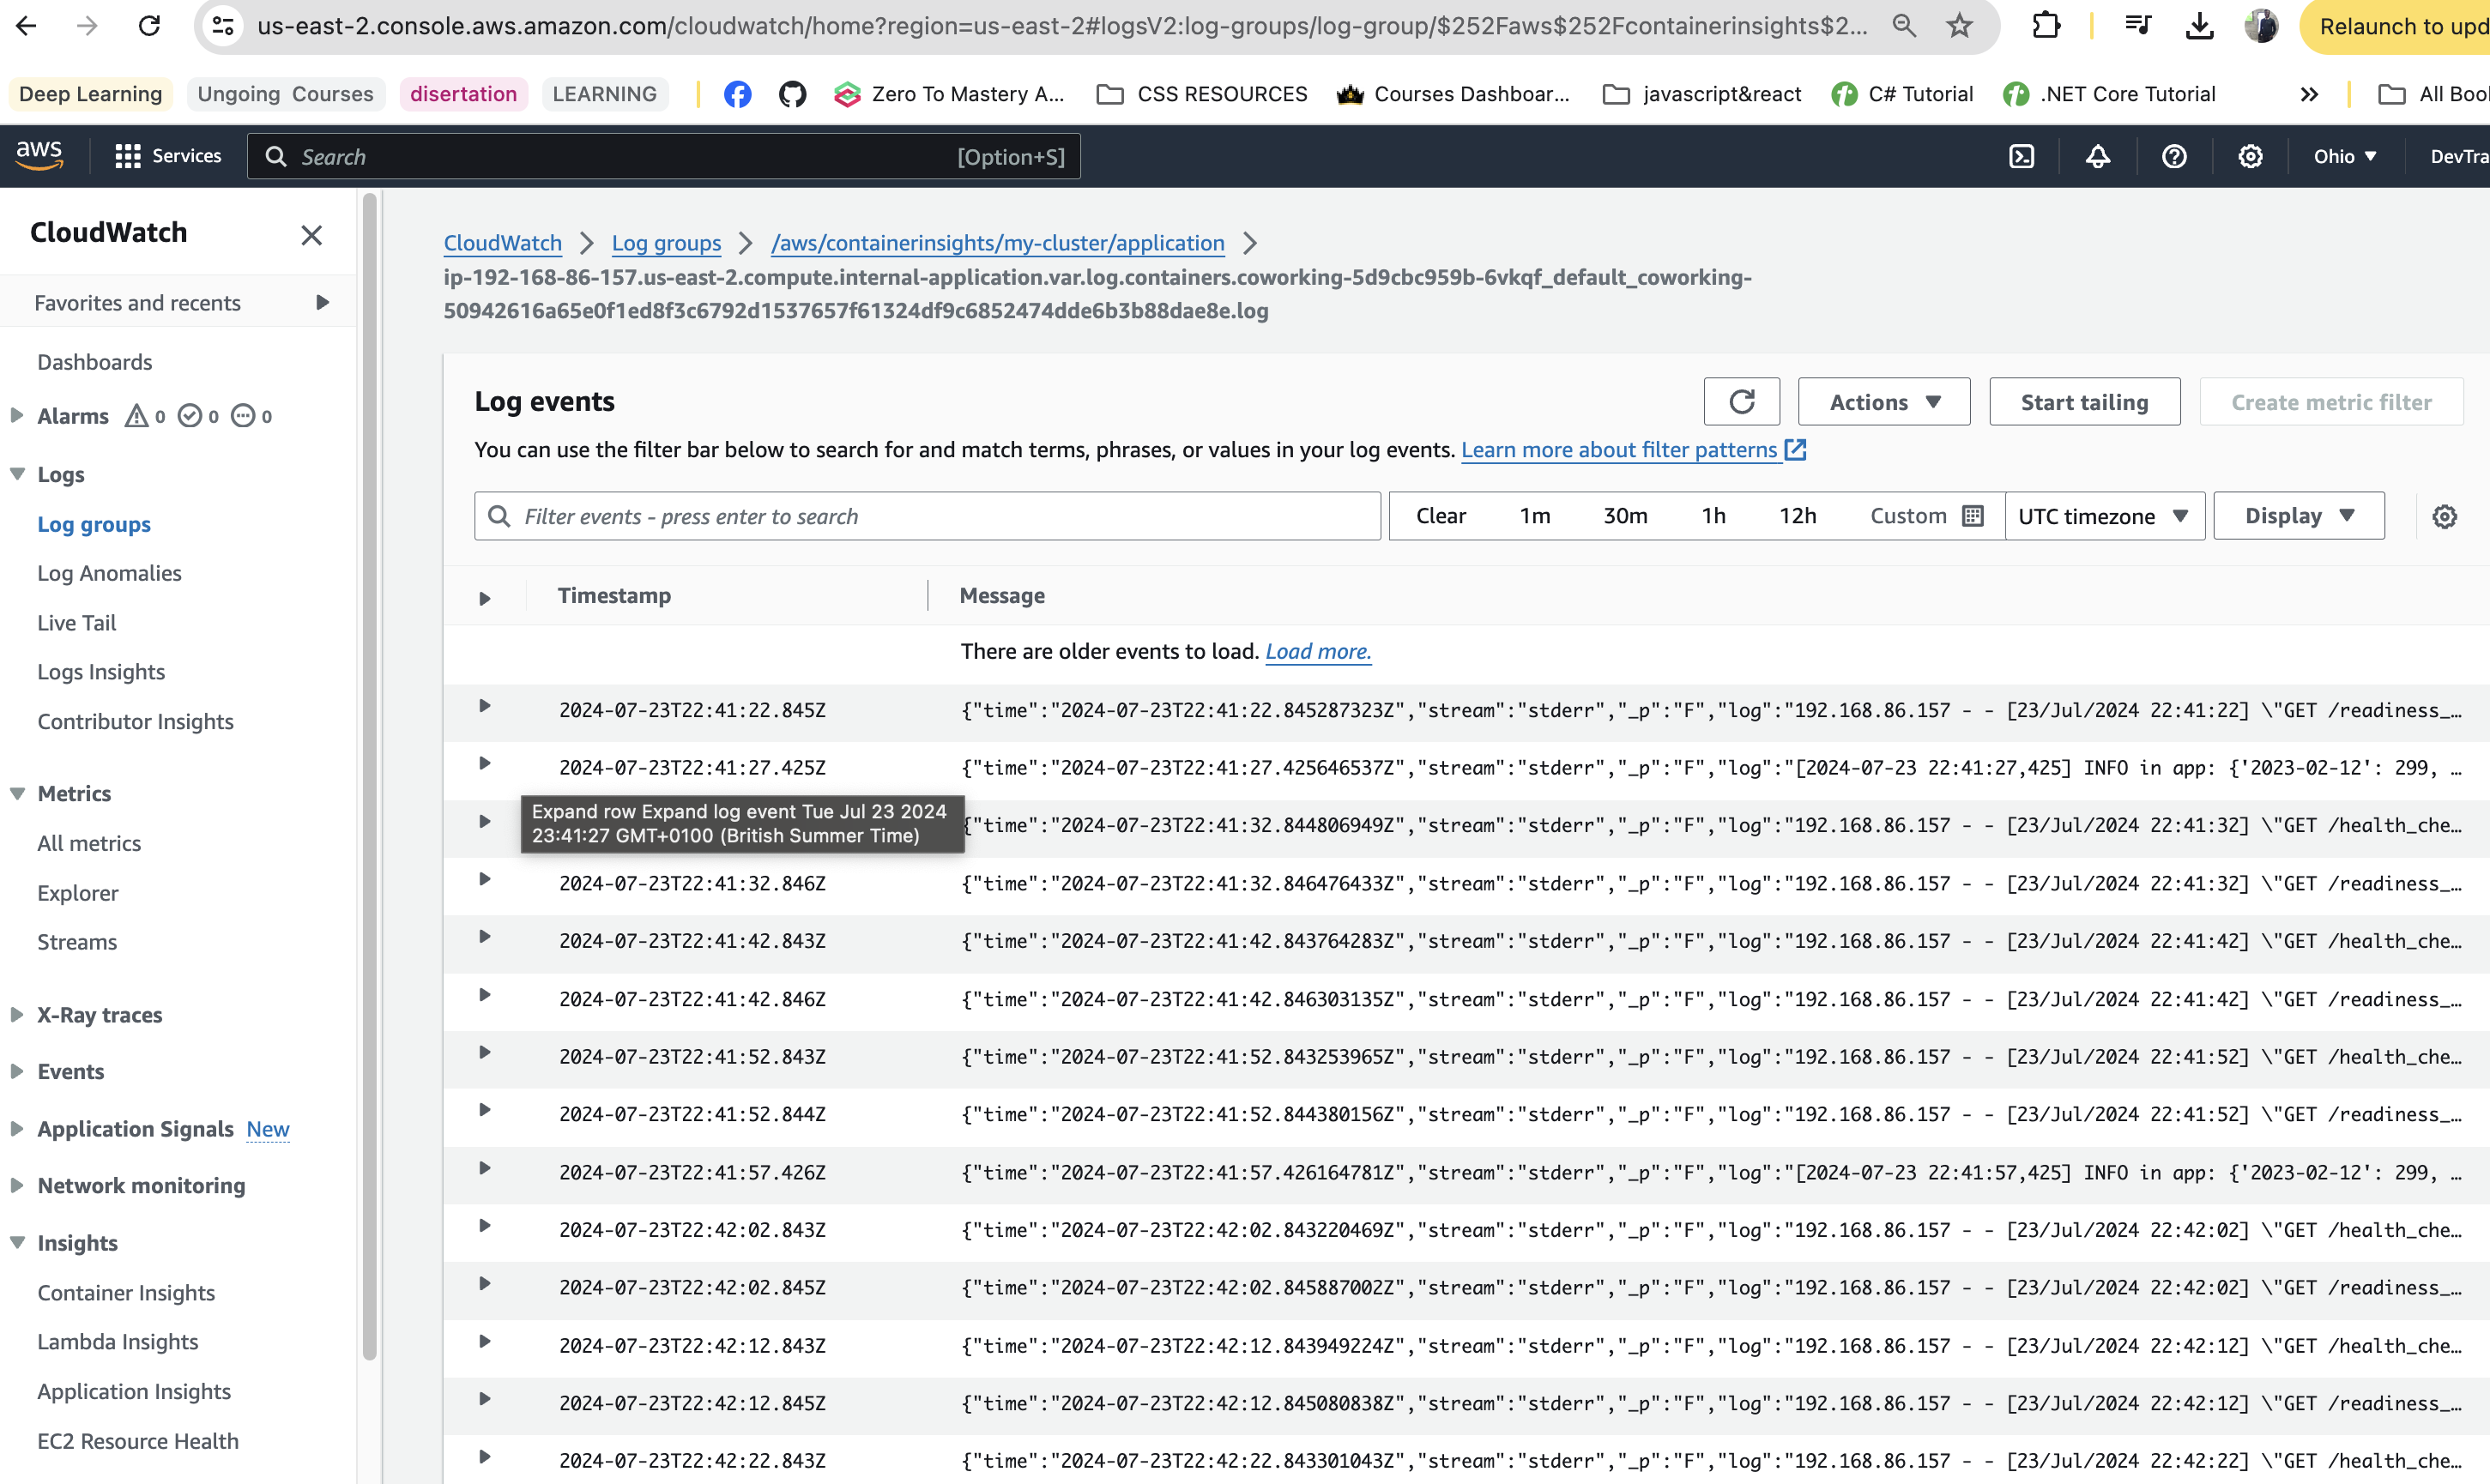 us-east-2.console.aws.amazon.com/cloudwatch/home?region=us-east-2#logsV2:log-groups/log-group/$252Faws$252Fcontainerinsights$2...
Relaunch to upd
Deep Learning
Ungoing Courses
disertation
LEARNING
Zero To Mastery A...
CSS RESOURCES
Courses Dashboar...
javascript&react
C# Tutorial
.NET Core Tutorial
»
All Boo
aws
Services
Search
[Option+S]
Ohio
DevTra
CloudWatch
Favorites and recents
Dashboards
Alarms 0 0 0
Logs
Log groups
Log Anomalies
Live Tail
Logs Insights
Contributor Insights
Metrics
All metrics
Explorer
Streams
X-Ray traces
Events
Application Signals New
Network monitoring
Insights
Container Insights
Lambda Insights
Application Insights
EC2 Resource Health
CloudWatch > Log groups > /aws/containerinsights/my-cluster/application >
ip-192-168-86-157.us-east-2.compute.internal-application.var.log.containers.coworking-5d9cbc959b-6vkqf_default_coworking-
50942616a65e0f1ed8f3c6792d1537657f61324df9c6852474dde6b3b88dae8e.log
Log events
Actions
Start tailing
Create metric filter
You can use the filter bar below to search for and match terms, phrases, or values in your log events. Learn more about filter patterns
Filter events - press enter to search
Clear
1m
30m
1h
12h
Custom
UTC timezone
Display
Timestamp
Message
There are older events to load. Load more.
2024-07-23T22:41:22.845Z {"time":"2024-07-23T22:41:22.845287323Z","stream":"stderr","_p":"F","log":"192.168.86.157 - - [23/Jul/2024 22:41:22] \"GET /readiness_…
2024-07-23T22:41:27.425Z {"time":"2024-07-23T22:41:27.425646537Z","stream":"stderr","_p":"F","log":"[2024-07-23 22:41:27,425] INFO in app: {'2023-02-12': 299, …
Expand row Expand log event Tue Jul 23 2024
23:41:27 GMT+0100 (British Summer Time)
{"time":"2024-07-23T22:41:32.844806949Z","stream":"stderr","_p":"F","log":"192.168.86.157 - - [23/Jul/2024 22:41:32] \"GET /health_che…
2024-07-23T22:41:32.846Z {"time":"2024-07-23T22:41:32.846476433Z","stream":"stderr","_p":"F","log":"192.168.86.157 - - [23/Jul/2024 22:41:32] \"GET /readiness_…
2024-07-23T22:41:42.843Z {"time":"2024-07-23T22:41:42.843764283Z","stream":"stderr","_p":"F","log":"192.168.86.157 - - [23/Jul/2024 22:41:42] \"GET /health_che…
2024-07-23T22:41:42.846Z {"time":"2024-07-23T22:41:42.846303135Z","stream":"stderr","_p":"F","log":"192.168.86.157 - - [23/Jul/2024 22:41:42] \"GET /readiness_…
2024-07-23T22:41:52.843Z {"time":"2024-07-23T22:41:52.843253965Z","stream":"stderr","_p":"F","log":"192.168.86.157 - - [23/Jul/2024 22:41:52] \"GET /health_che…
2024-07-23T22:41:52.844Z {"time":"2024-07-23T22:41:52.844380156Z","stream":"stderr","_p":"F","log":"192.168.86.157 - - [23/Jul/2024 22:41:52] \"GET /readiness_…
2024-07-23T22:41:57.426Z {"time":"2024-07-23T22:41:57.426164781Z","stream":"stderr","_p":"F","log":"[2024-07-23 22:41:57,425] INFO in app: {'2023-02-12': 299, …
2024-07-23T22:42:02.843Z {"time":"2024-07-23T22:42:02.843220469Z","stream":"stderr","_p":"F","log":"192.168.86.157 - - [23/Jul/2024 22:42:02] \"GET /health_che…
2024-07-23T22:42:02.845Z {"time":"2024-07-23T22:42:02.845887002Z","stream":"stderr","_p":"F","log":"192.168.86.157 - - [23/Jul/2024 22:42:02] \"GET /readiness_…
2024-07-23T22:42:12.843Z {"time":"2024-07-23T22:42:12.843949224Z","stream":"stderr","_p":"F","log":"192.168.86.157 - - [23/Jul/2024 22:42:12] \"GET /health_che…
2024-07-23T22:42:12.845Z {"time":"2024-07-23T22:42:12.845080838Z","stream":"stderr","_p":"F","log":"192.168.86.157 - - [23/Jul/2024 22:42:12] \"GET /readiness_…
2024-07-23T22:42:22.843Z {"time":"2024-07-23T22:42:22.843301043Z","stream":"stderr","_p":"F","log":"192.168.86.157 - - [23/Jul/2024 22:42:22] \"GET /health_che…